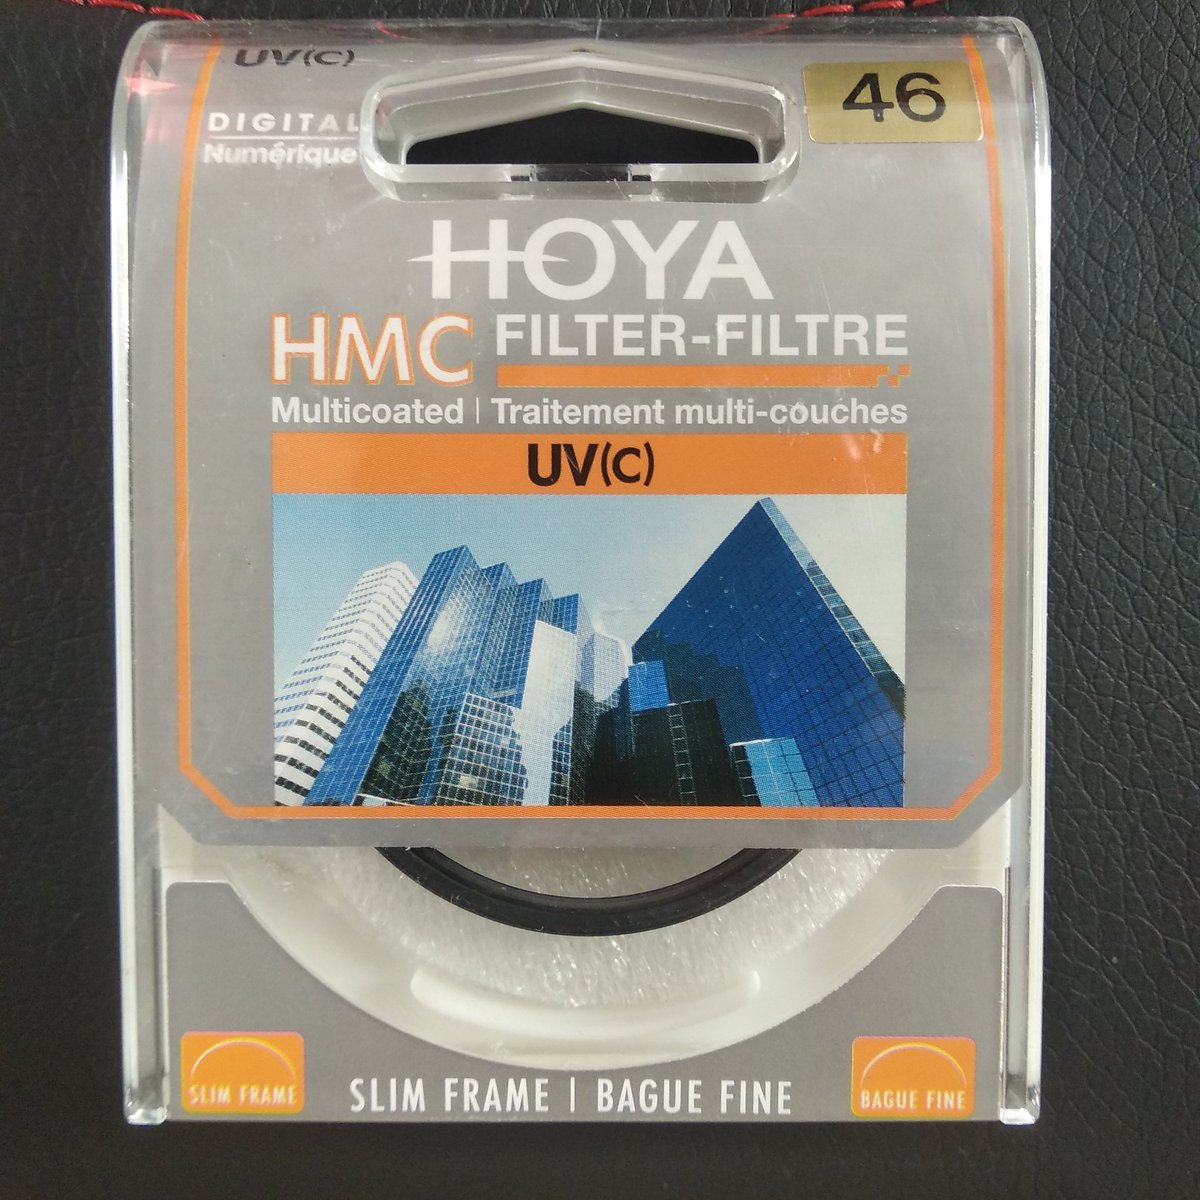 UV(C)
46
DIGITAL
Numérique
HOYA
HMC
FILTER-FILTRE
Multicoated | Traitement multi-couches
UV(C)
SLIM FRAME
SLIM FRAME | BAGUE FINE
BAGUE FINE